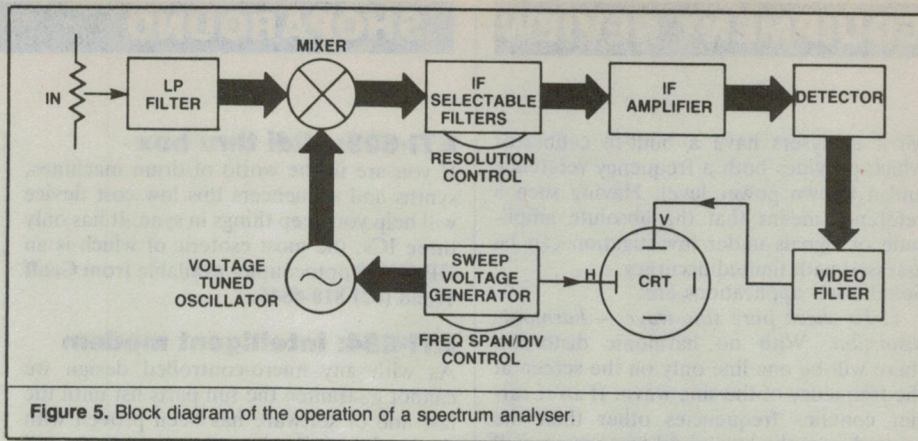 MIXER
IN
LP
FILTER
IF
SELECTABLE
FILTERS
IF
AMPLIFIER
DETECTOR
RESOLUTION
CONTROL
VOLTAGE
TUNED
OSCILLATOR
SWEEP
VOLTAGE
GENERATOR
H
V
CRT
VIDEO
FILTER
FREQ SPAN/DIV
CONTROL
Figure 5. Block diagram of the operation of a spectrum analyser.